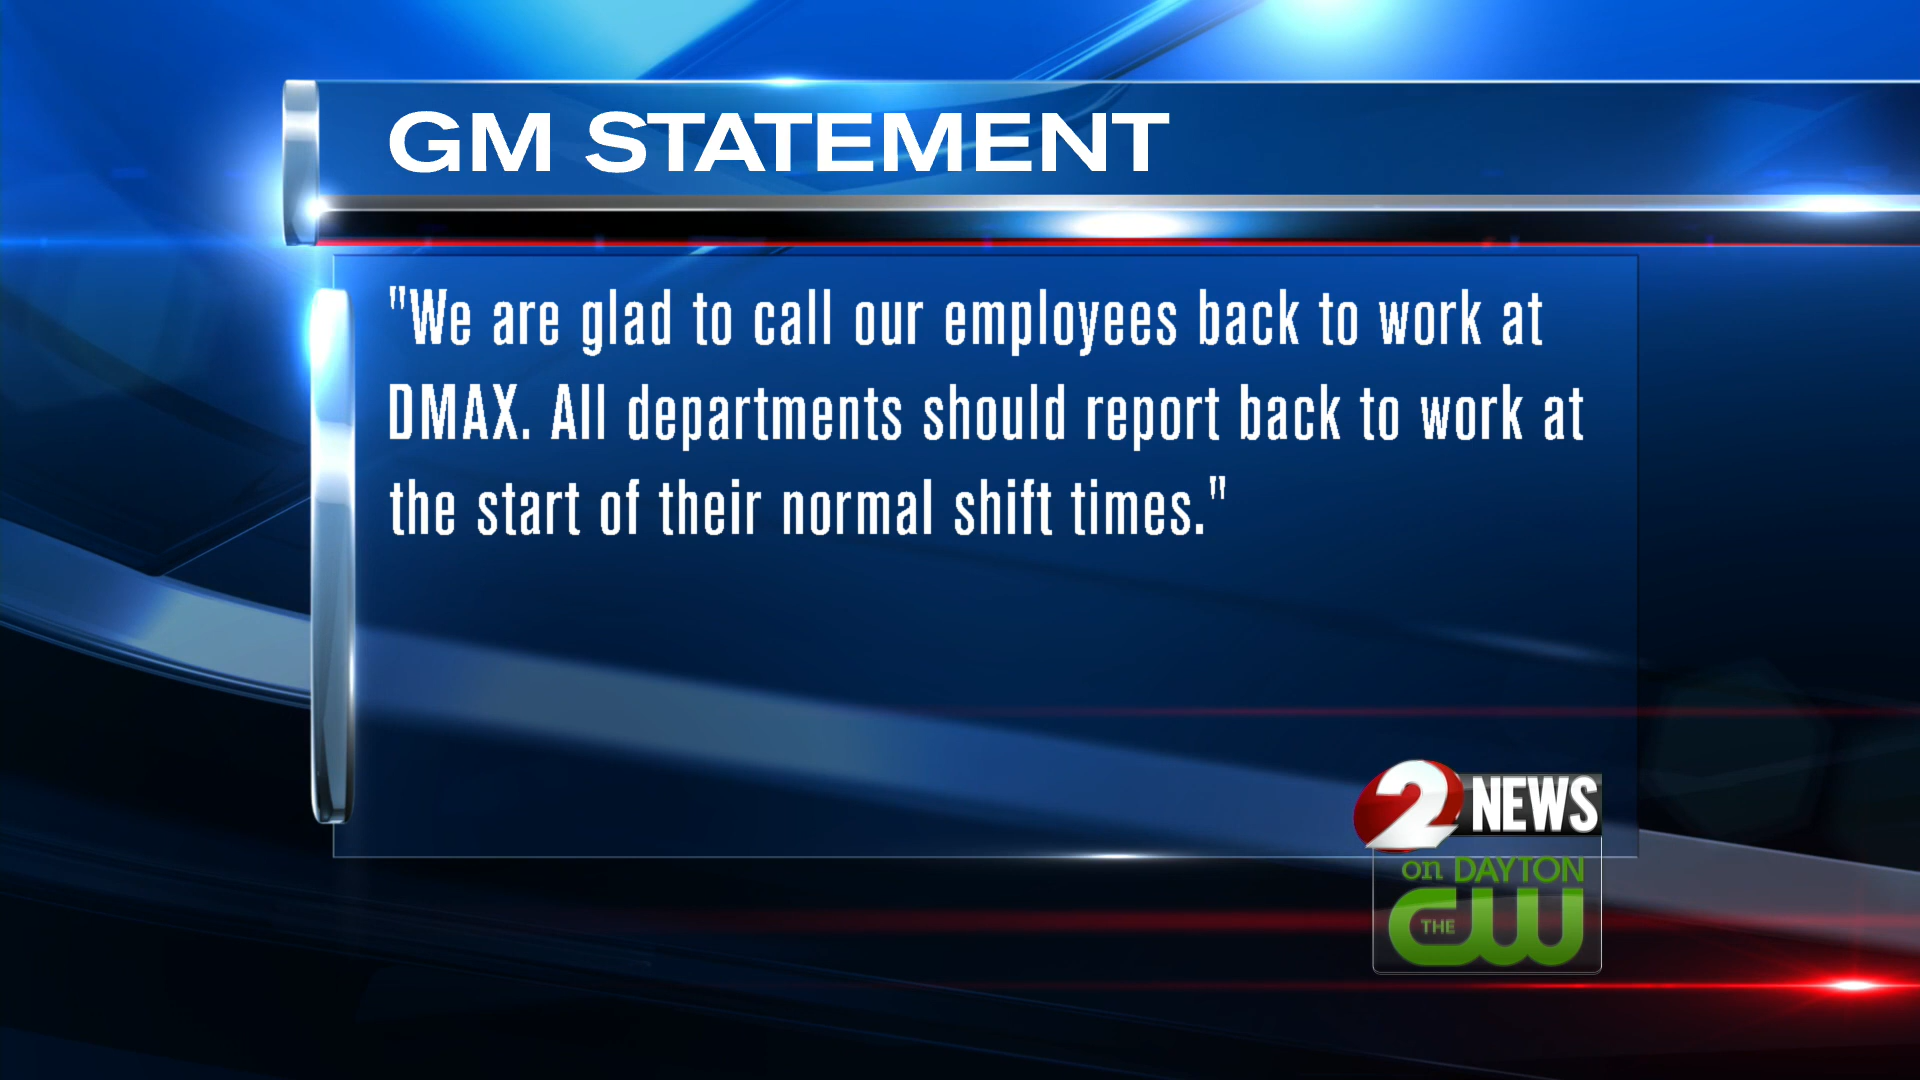 GM STATEMENT
"We are glad to call our employees back to work at
DMAX. All departments should report back to work at
the start of their normal shift times."
2 NEWS
on DAYTON
THE CW